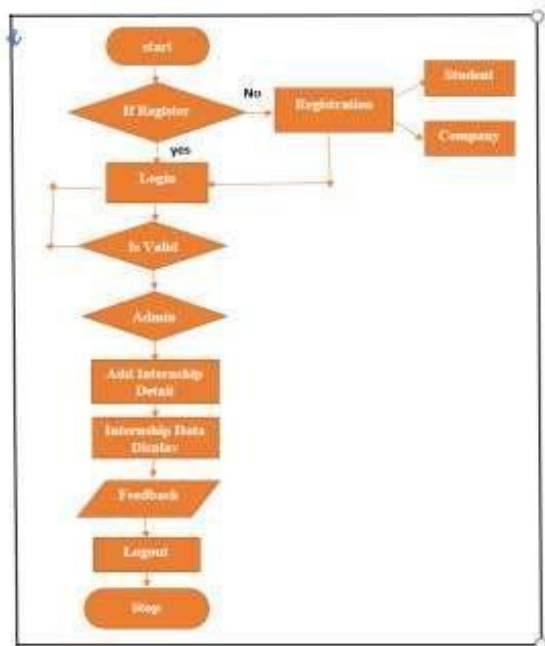 start
If Register
No
Registration
Student
Company
yes
Login
Is Valid
Admin
Add Internship
Detail
Internship Data
Display
Feedback
Logout
Stop